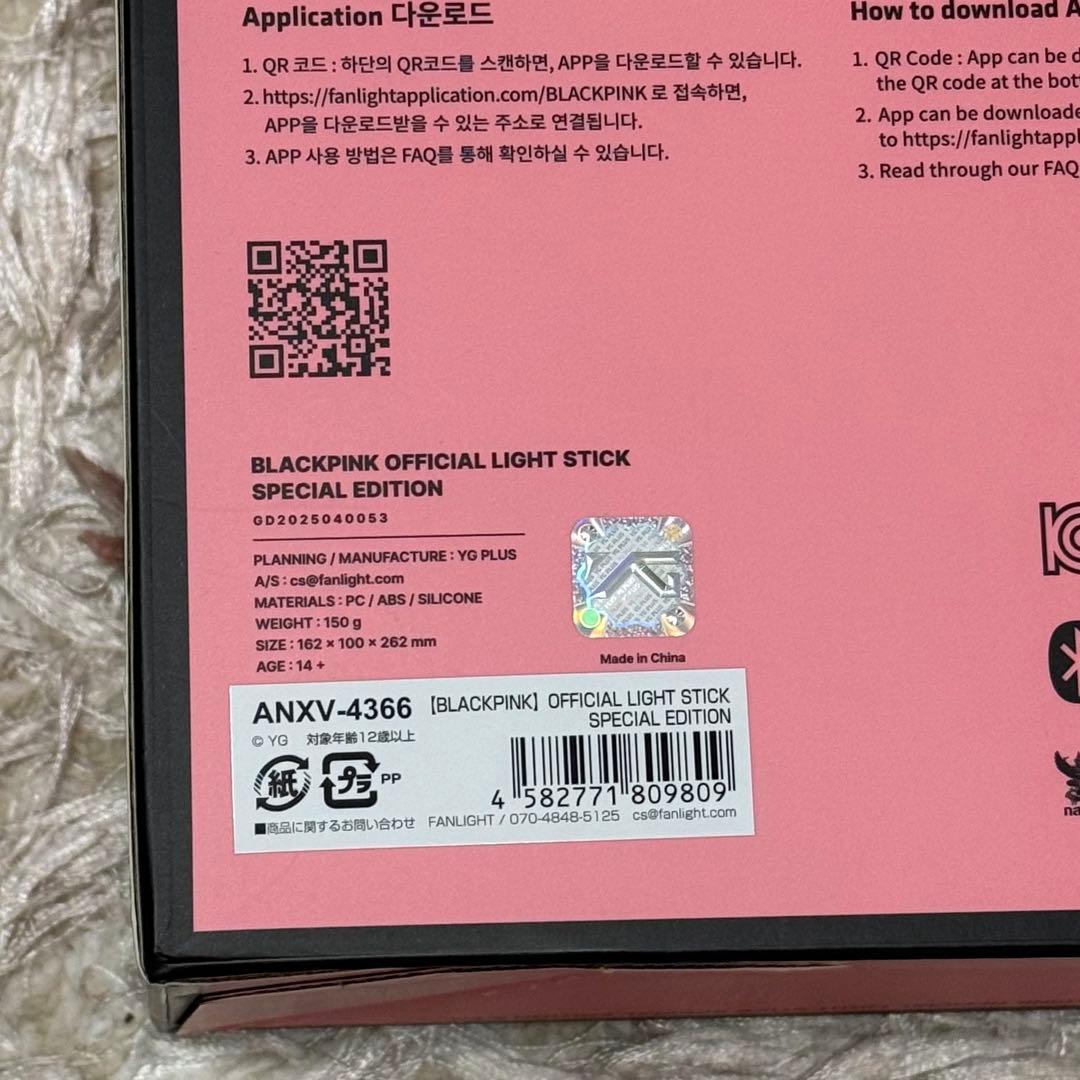 Application 다운로드
1. QR 코드 : 하단의 QR코드를 스캔하면, APP을 다운로드할 수 있습니다.
2. https://fanlightapplication.com/BLACKPINK 로 접속하면,
APP을 다운로드받을 수 있는 주소로 연결됩니다.
3. APP 사용 방법은 FAQ를 통해 확인하실 수 있습니다.
How to download A
1. QR Code : App can be d
the QR code at the bot
2. App can be downloade
to https://fanlightappl
3. Read through our FAQ
BLACKPINK OFFICIAL LIGHT STICK
SPECIAL EDITION
GD2025040053
PLANNING / MANUFACTURE : YG PLUS
A/S : cs@fanlight.com
MATERIALS : PC / ABS / SILICONE
WEIGHT : 150 g
SIZE : 162 × 100 × 262 mm
AGE : 14 +
YG
Made in China
ANXV-4366 【BLACKPINK】 OFFICIAL LIGHT STICK
SPECIAL EDITION
© YG 対象年齢12歳以上
紙 プラ PP
4 582771 809809
■商品に関するお問い合わせ FANLIGHT / 070-4848-5125 cs@fanlight.com
na